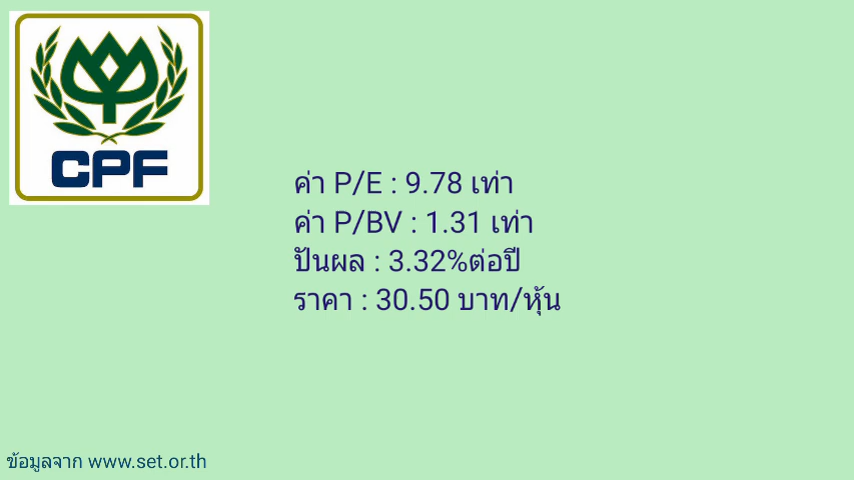 CPF
ค่า P/E : 9.78 เท่า
ค่า P/BV : 1.31 เท่า
ปันผล : 3.32%ต่อปี
ราคา : 30.50 บาท/หุ้น
ข้อมูลจาก www.set.or.th